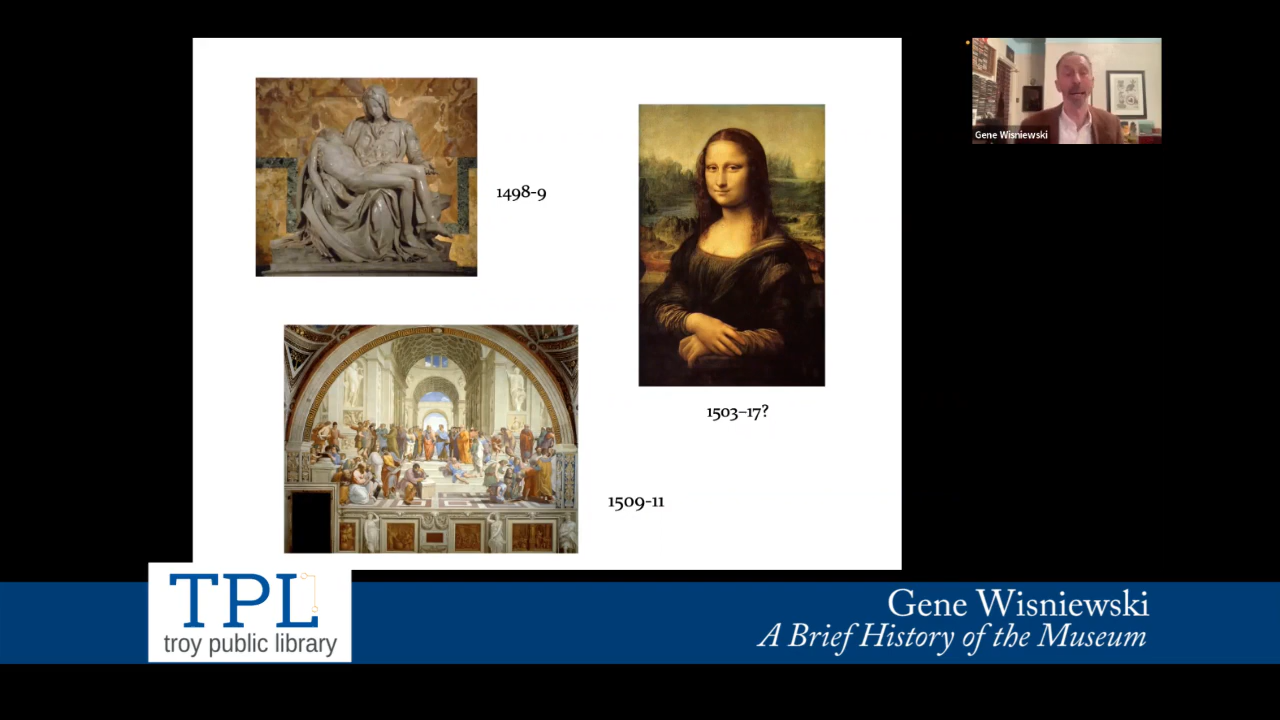 1498-9
Gene Wisniewski
1503–17?
1509-11
TPL
troy public library
Gene Wisniewski
A Brief History of the Museum